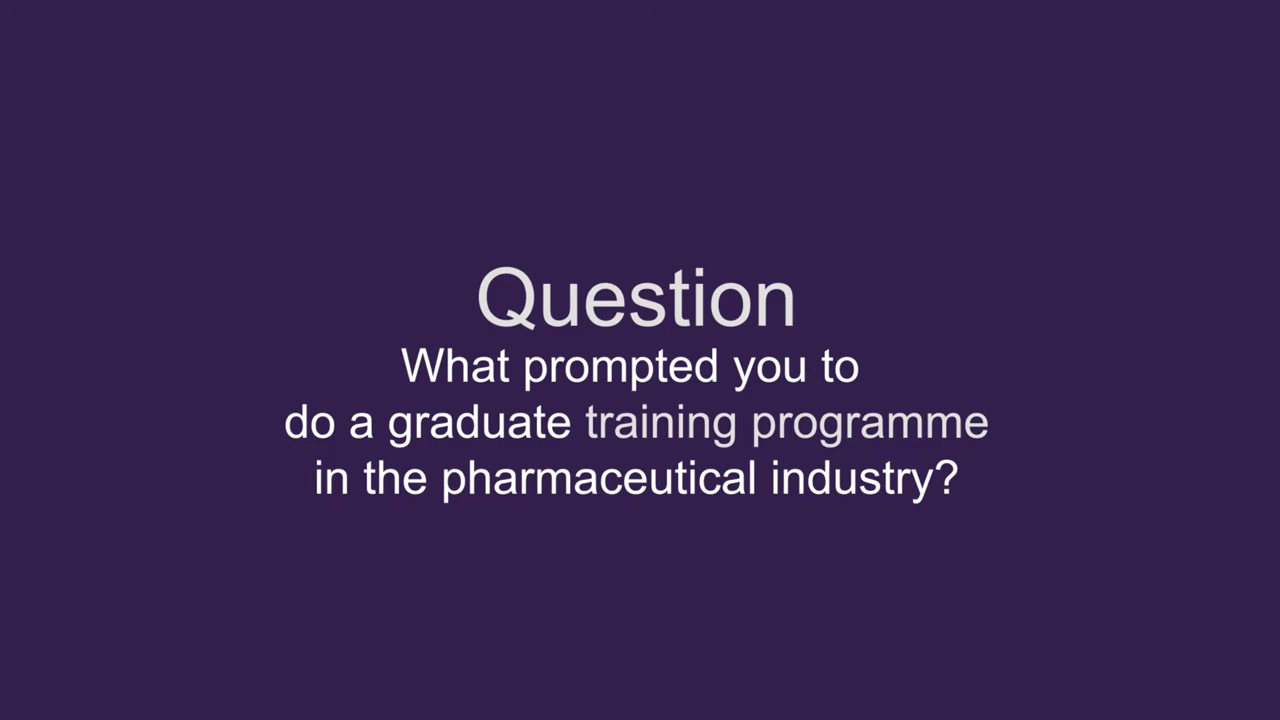 Question
What prompted you to
do a graduate training programme
in the pharmaceutical industry?